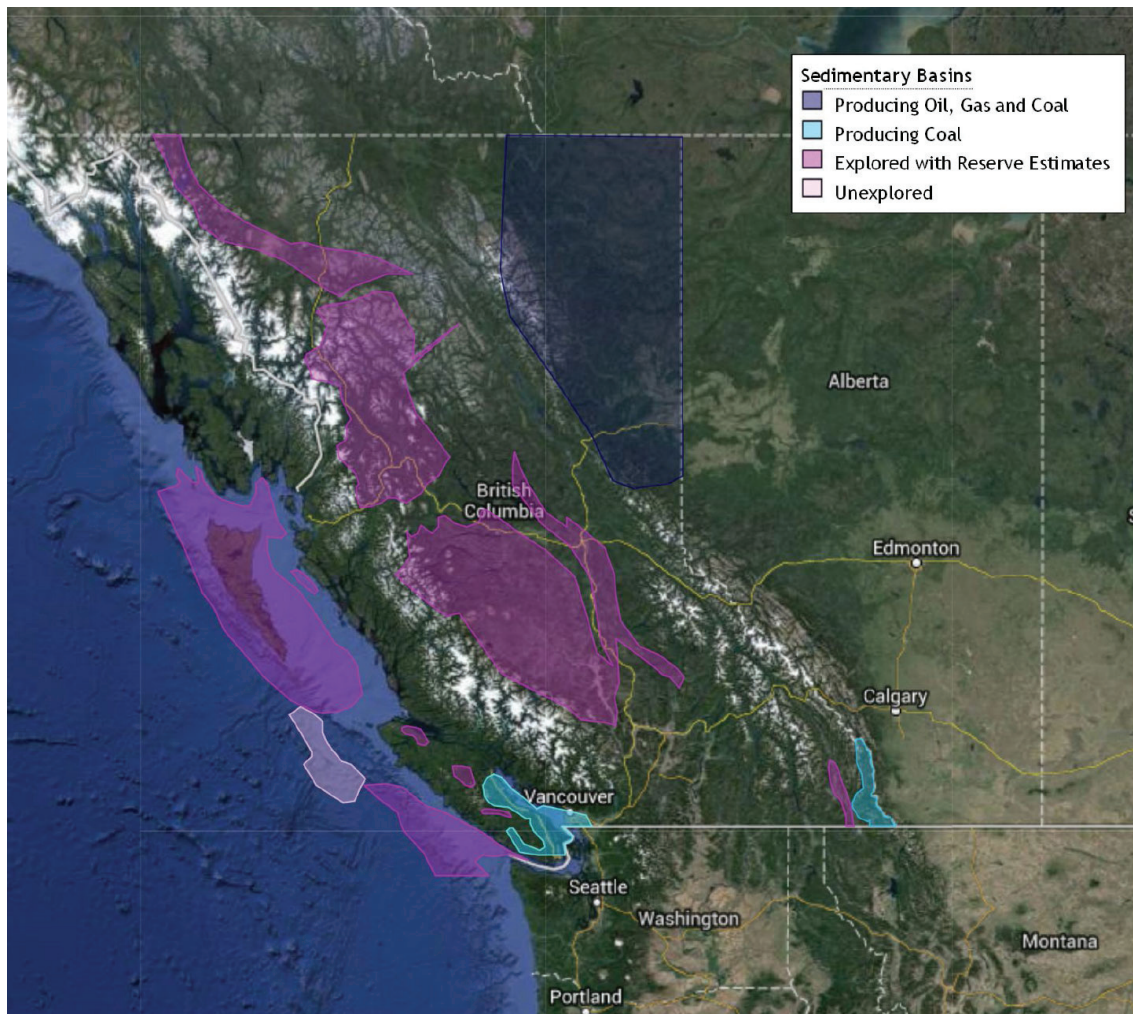 Sedimentary Basins
Producing Oil, Gas and Coal
Producing Coal
Explored with Reserve Estimates
Unexplored
Alberta
British
Columbia
S
Edmonton
Calgary
Vancouver
Seattle
Washington
Montana
Portland